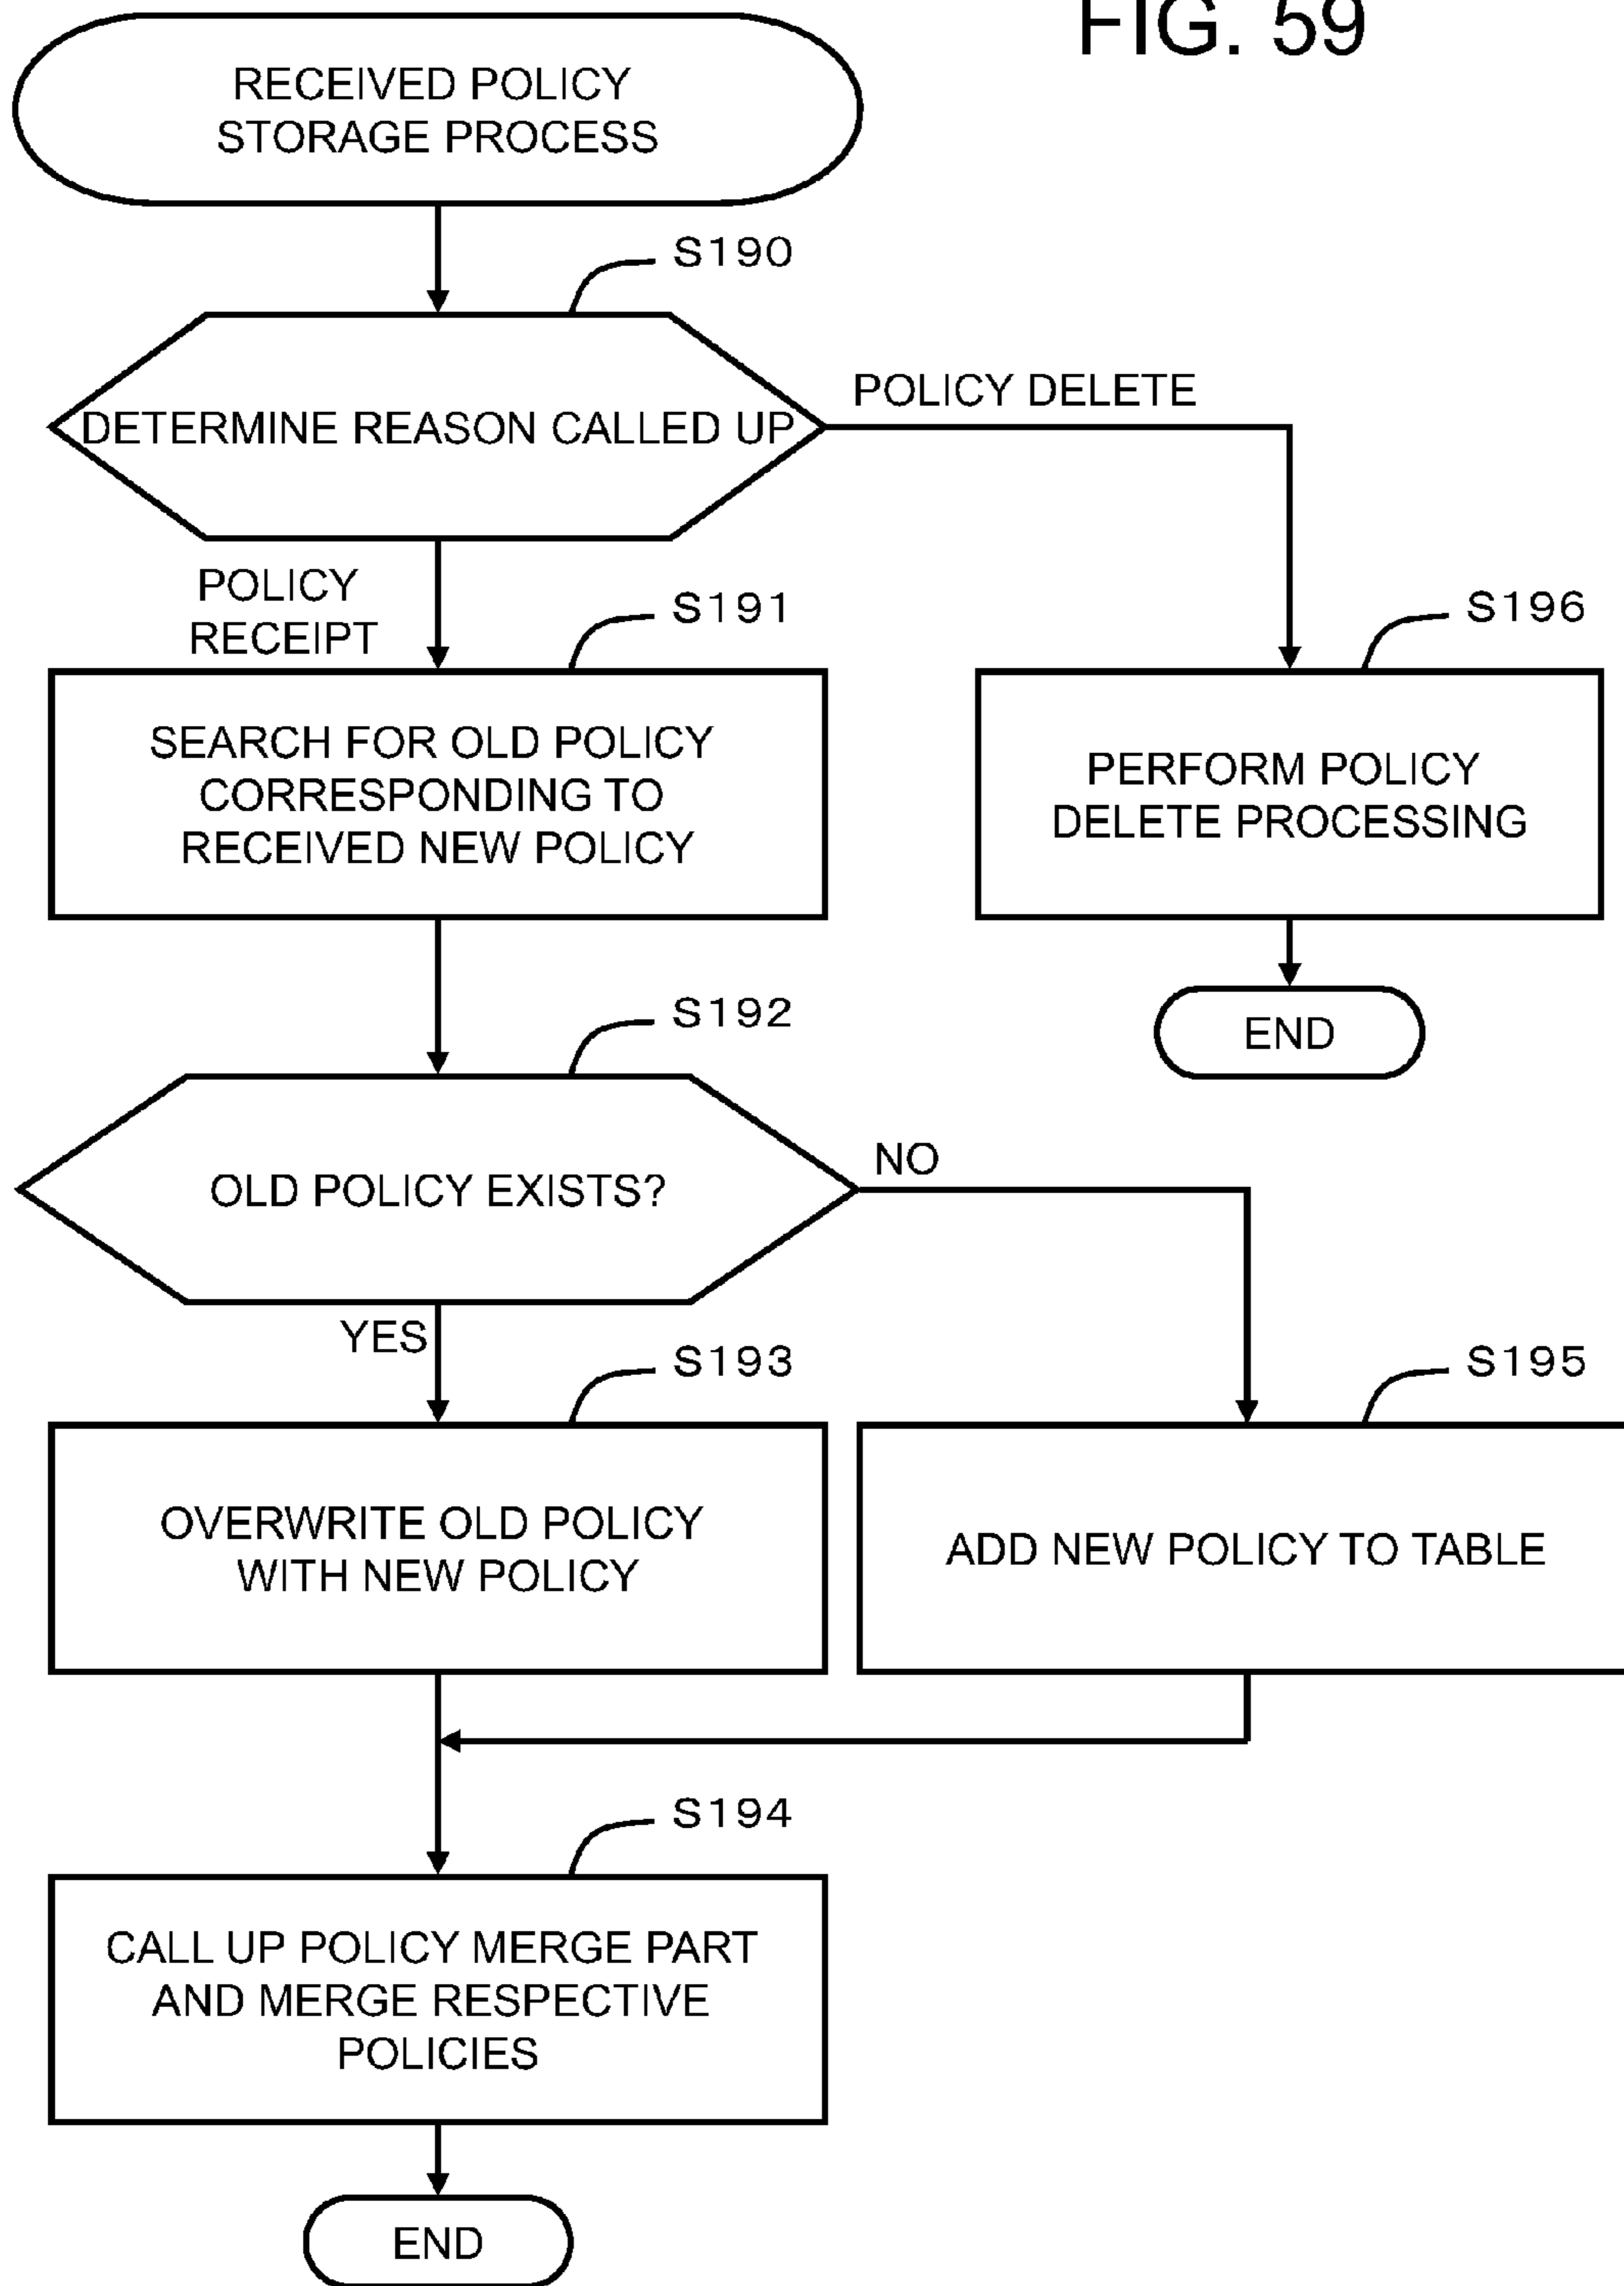 FIG. 59
RECEIVED POLICY
STORAGE PROCESS
S190
DETERMINE REASON CALLED UP
POLICY DELETE
POLICY
RECEIPT
S191
SEARCH FOR OLD POLICY
CORRESPONDING TO
RECEIVED NEW POLICY
S196
PERFORM POLICY
DELETE PROCESSING
END
S192
OLD POLICY EXISTS?
NO
YES
S193
OVERWRITE OLD POLICY
WITH NEW POLICY
S195
ADD NEW POLICY TO TABLE
S194
CALL UP POLICY MERGE PART
AND MERGE RESPECTIVE
POLICIES
END